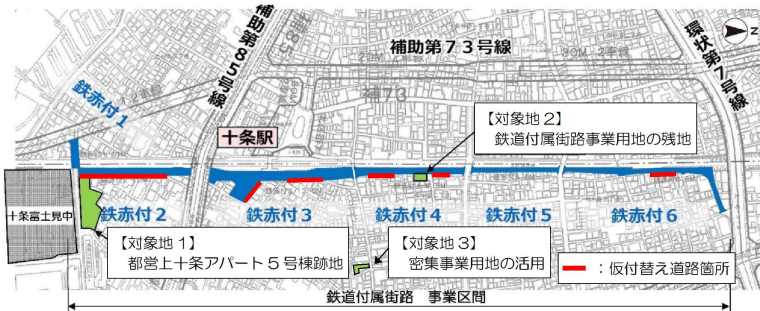 補助第85号線
補助第73号線
環状第7号線
Z
20M
補73
鉄赤付1
十条駅
【対象地2】
鉄道付属街路事業用地の残地
十条富士見中
鉄赤付2
鉄赤付3
鉄赤付4
鉄赤付5
鉄赤付6
【対象地1】
都営上十条アパート5号棟跡地
【対象地3】
密集事業用地の活用
：仮付替え道路箇所
鉄道付属街路 事業区間